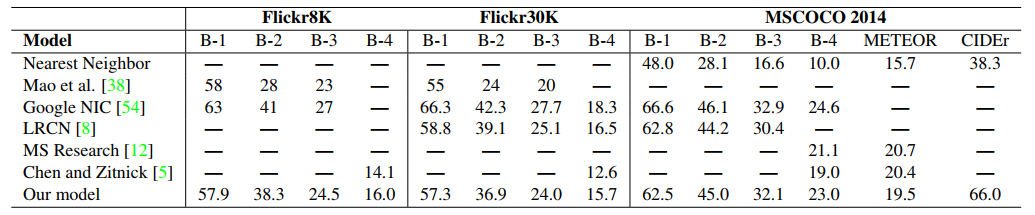 Flickr8K Flickr30K MSCOCO 2014
Model B-1 B-2 B-3 B-4 B-1 B-2 B-3 B-4 B-1 B-2 B-3 B-4 METEOR CIDEr
Nearest Neighbor — — — — — — — — 48.0 28.1 16.6 10.0 15.7 38.3
Mao et al. [38] 58 28 23 — 55 24 20 — — — — — — —
Google NIC [54] 63 41 27 — 66.3 42.3 27.7 18.3 66.6 46.1 32.9 24.6 — —
LRCN [8] — — — — 58.8 39.1 25.1 16.5 62.8 44.2 30.4 — — —
MS Research [12] — — — — — — — — — — — 21.1 20.7 —
Chen and Zitnick [5] — — — 14.1 — — — 12.6 — — — 19.0 20.4 —
Our model 57.9 38.3 24.5 16.0 57.3 36.9 24.0 15.7 62.5 45.0 32.1 23.0 19.5 66.0